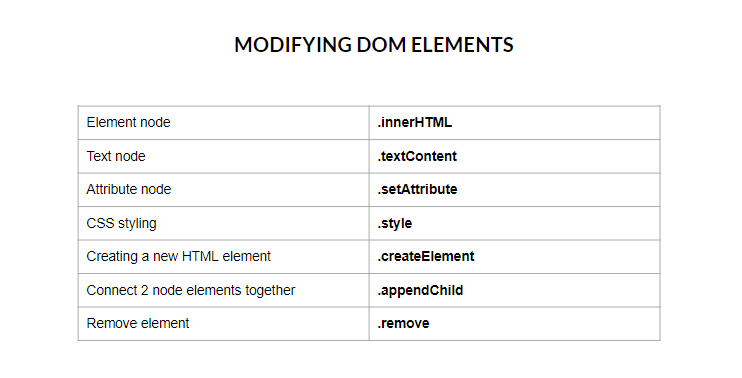 MODIFYING DOM ELEMENTS
Element node .innerHTML
Text node .textContent
Attribute node .setAttribute
CSS styling .style
Creating a new HTML element .createElement
Connect 2 node elements together .appendChild
Remove element .remove